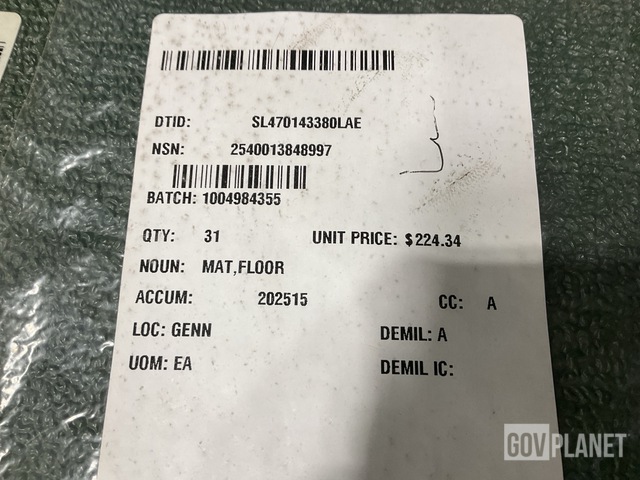 DTID: SL470143380LAE
NSN: 2540013848997
BATCH: 1004984355
QTY: 31 UNIT PRICE: $224.34
NOUN: MAT,FLOOR
ACCUM: 202515 CC: A
LOC: GENN DEMIL: A
UOM: EA DEMIL IC:
GOVPLANET